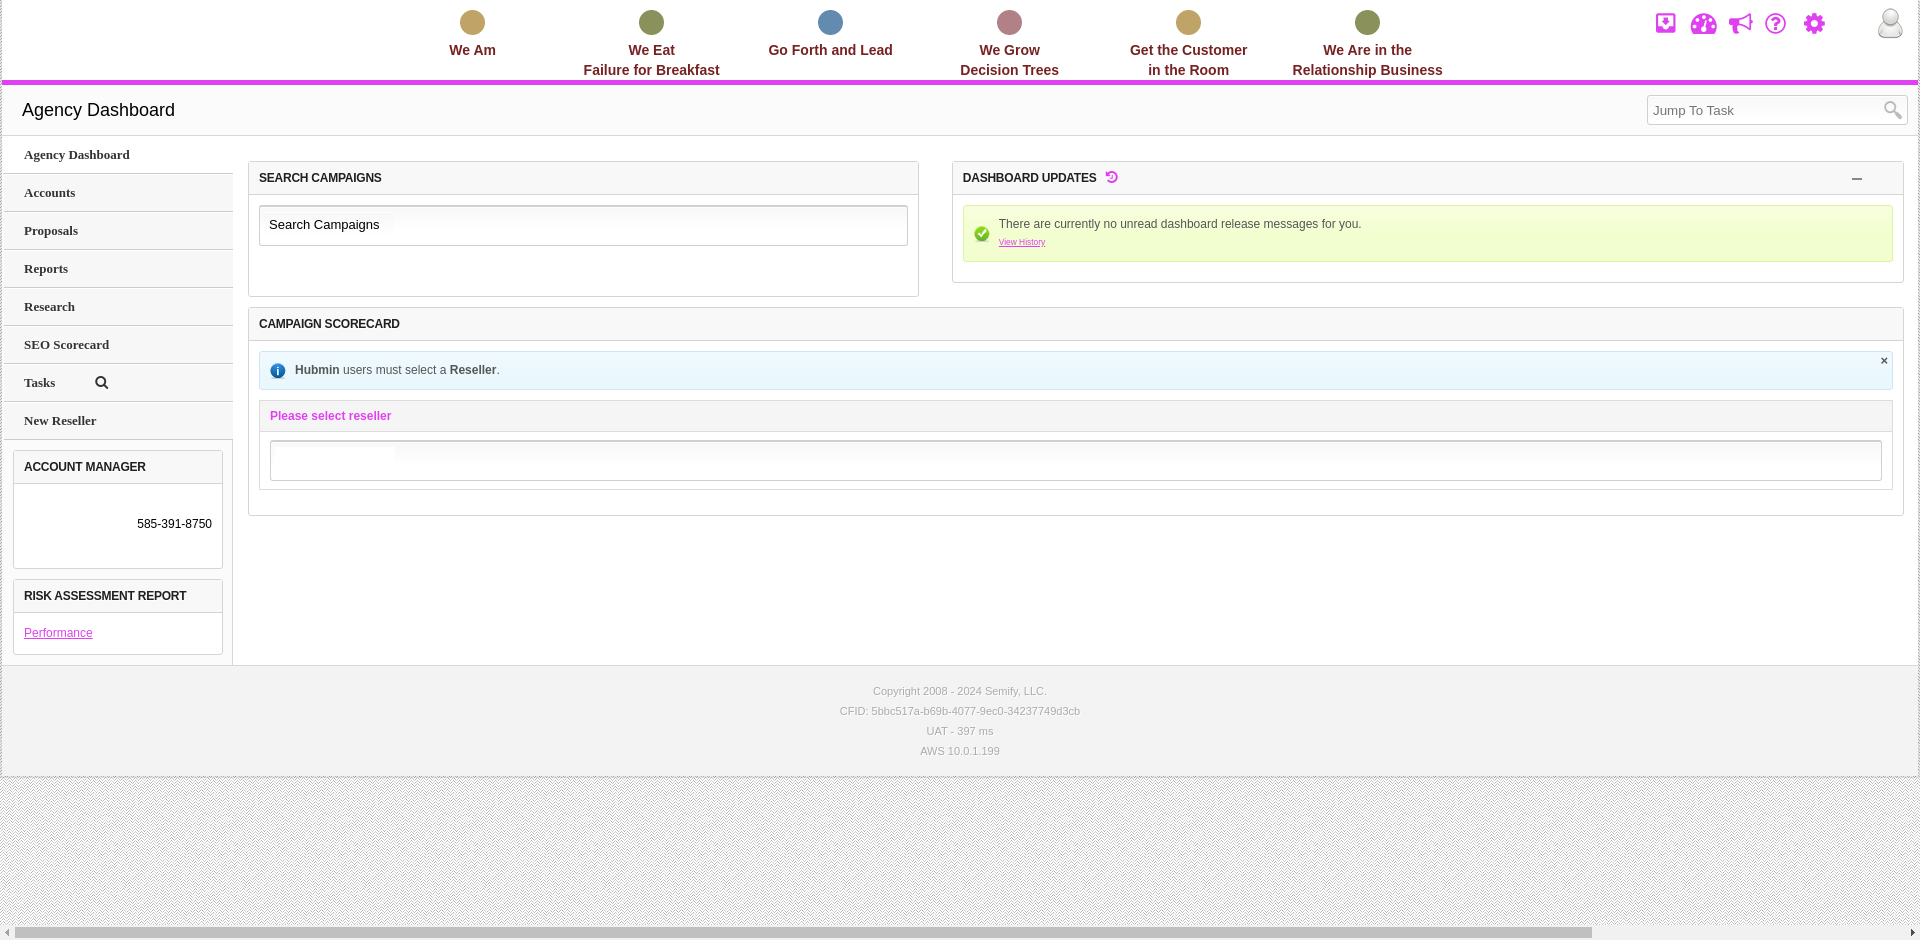 We Am
We Eat
Failure for Breakfast
Go Forth and Lead
We Grow
Decision Trees
Get the Customer
in the Room
We Are in the
Relationship Business
Agency Dashboard
Jump To Task
Agency Dashboard
Accounts
Proposals
Reports
Research
SEO Scorecard
Tasks
New Reseller
ACCOUNT MANAGER
585-391-8750
RISK ASSESSMENT REPORT
Performance
SEARCH CAMPAIGNS
Search Campaigns
DASHBOARD UPDATES
There are currently no unread dashboard release messages for you.
View History
CAMPAIGN SCORECARD
Hubmin users must select a Reseller.
×
Please select reseller
Copyright 2008 - 2024 Semify, LLC.
CFID: 5bbc517a-b69b-4077-9ec0-34237749d3cb
UAT - 397 ms
AWS 10.0.1.199